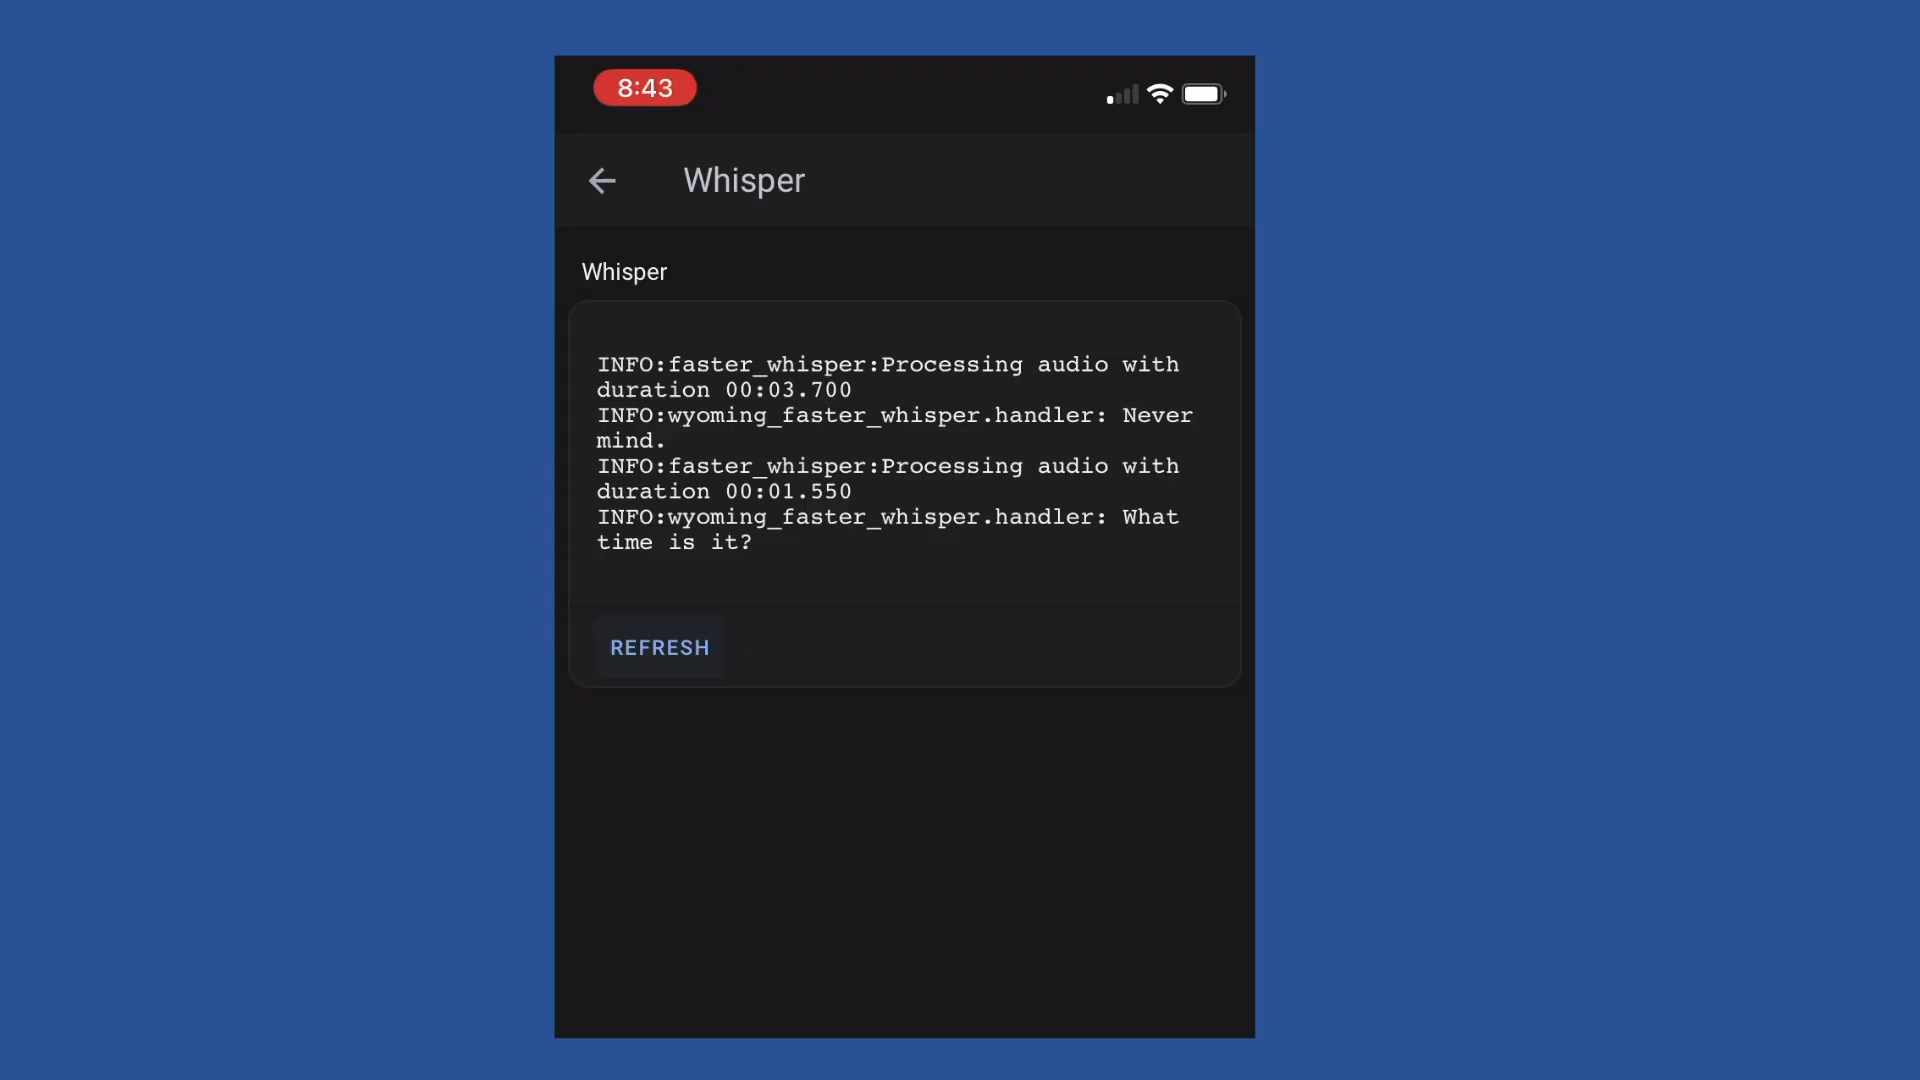 8:43
Whisper
Whisper
INFO:faster_whisper:Processing audio with
duration 00:03.700
INFO:wyoming_faster_whisper.handler: Never
mind.
INFO:faster_whisper:Processing audio with
duration 00:01.550
INFO:wyoming_faster_whisper.handler: What
time is it?
REFRESH